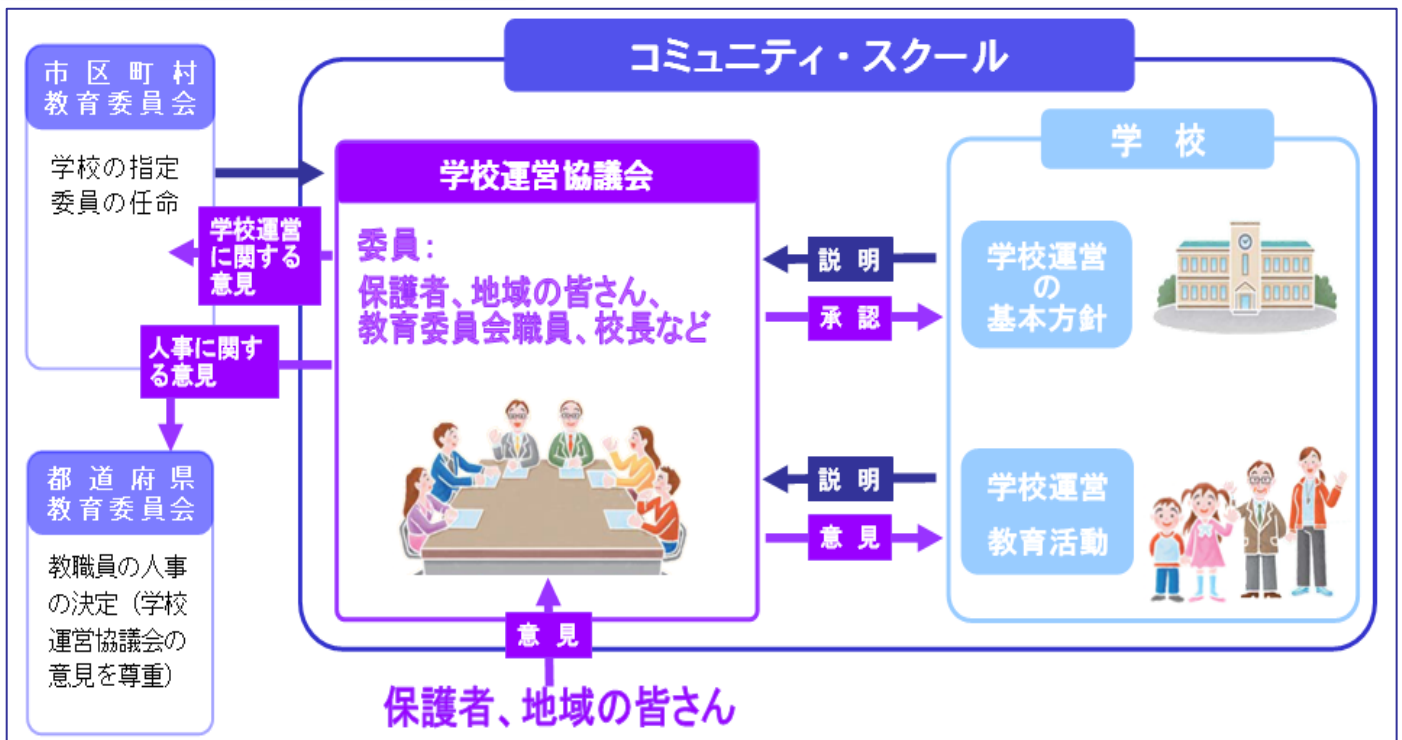 コミュニティ・スクール
市区町村
教育委員会
学校の指定
委員の任命
学校運営
に関する
意見
人事に関す
る意見
都道府県
教育委員会
教職員の人事
の決定（学校
運営協議会の
意見を尊重）
学校運営協議会
委員：
保護者、地域の皆さん、
教育委員会職員、校長など
説明
承認
説明
意見
学校
学校運営
の
基本方針
学校運営
教育活動
意見
保護者、地域の皆さん